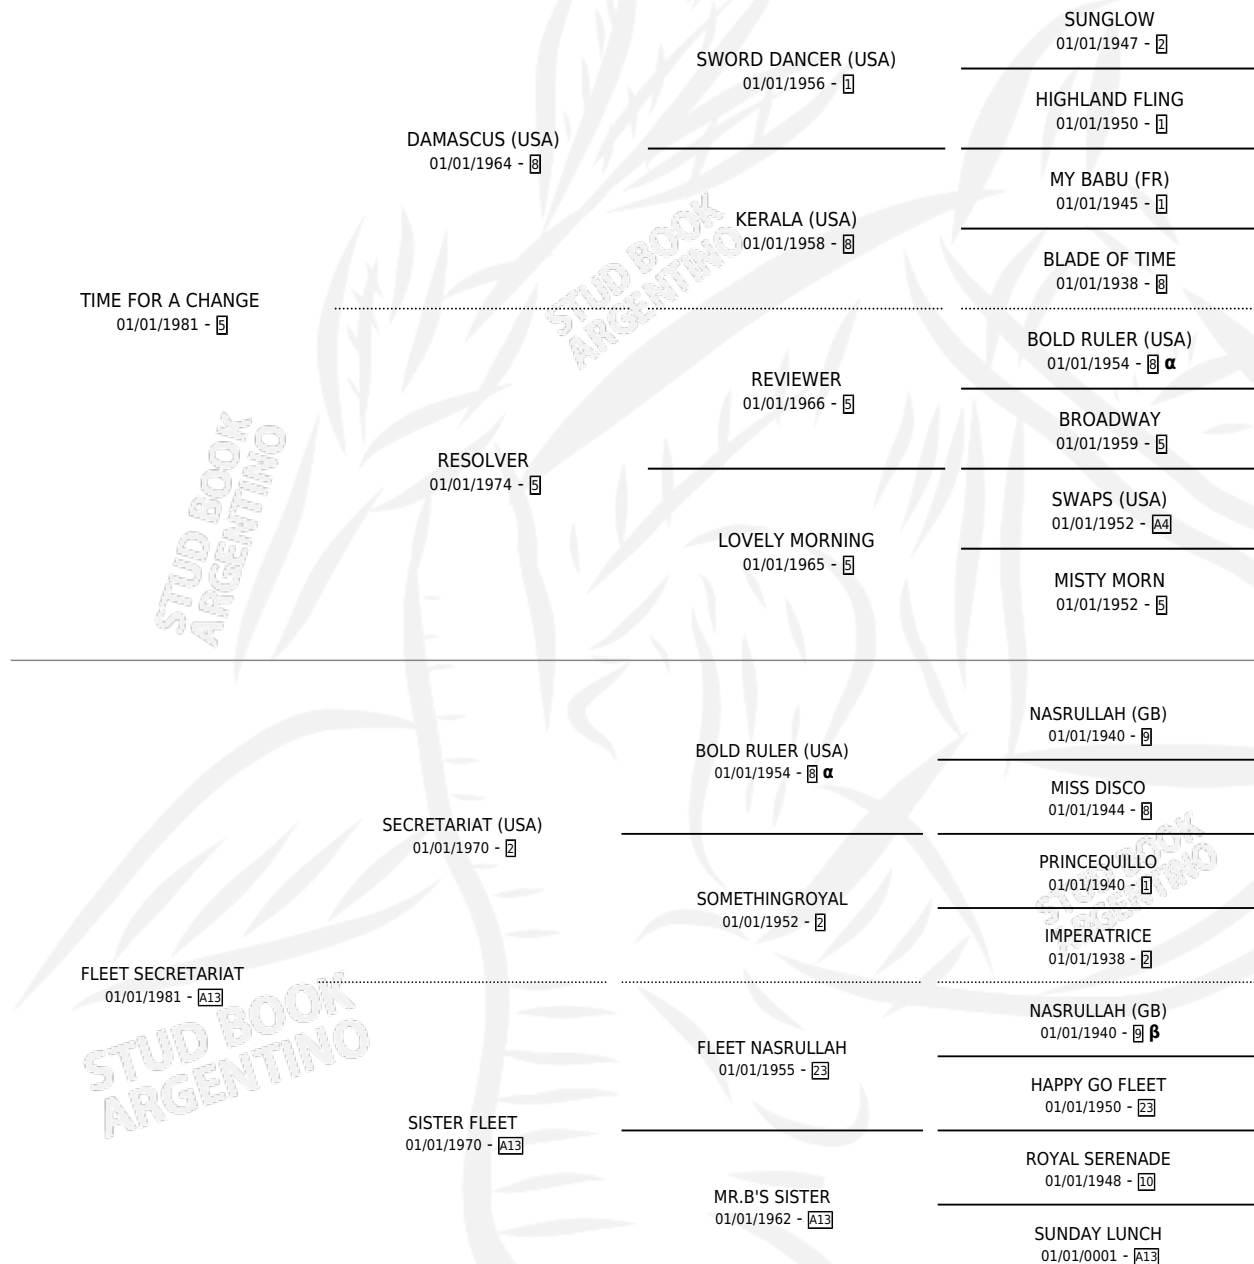 SUNGLOW
01/01/1947 - 2
SWORD DANCER (USA)
01/01/1956 - 1
HIGHLAND FLING
01/01/1950 - 1
DAMASCUS (USA)
01/01/1964 - 8
MY BABU (FR)
01/01/1945 - 1
KERALA (USA)
01/01/1958 - 8
BLADE OF TIME
01/01/1938 - 8
TIME FOR A CHANGE
01/01/1981 - 5
BOLD RULER (USA)
01/01/1954 - 8 α
REVIEWER
01/01/1966 - 5
BROADWAY
01/01/1959 - 5
RESOLVER
01/01/1974 - 5
SWAPS (USA)
01/01/1952 - A4
LOVELY MORNING
01/01/1965 - 5
MISTY MORN
01/01/1952 - 5
NASRULLAH (GB)
01/01/1940 - 9
BOLD RULER (USA)
01/01/1954 - 8 α
MISS DISCO
01/01/1944 - 8
SECRETARIAT (USA)
01/01/1970 - 2
PRINCEQUILLO
01/01/1940 - 1
SOMETHINGROYAL
01/01/1952 - 2
IMPERATRICE
01/01/1938 - 2
FLEET SECRETARIAT
01/01/1981 - A13
NASRULLAH (GB)
01/01/1940 - 9 β
FLEET NASRULLAH
01/01/1955 - 23
HAPPY GO FLEET
01/01/1950 - 23
SISTER FLEET
01/01/1970 - A13
ROYAL SERENADE
01/01/1948 - 10
MR.B'S SISTER
01/01/1962 - A13
SUNDAY LUNCH
01/01/0001 - A13
STUD BOOK
ARGENTINO
STUD BOOK
ARGENTINO
STUD BOOK
ARGENTINO
STUD BOOK
ARGENTINO